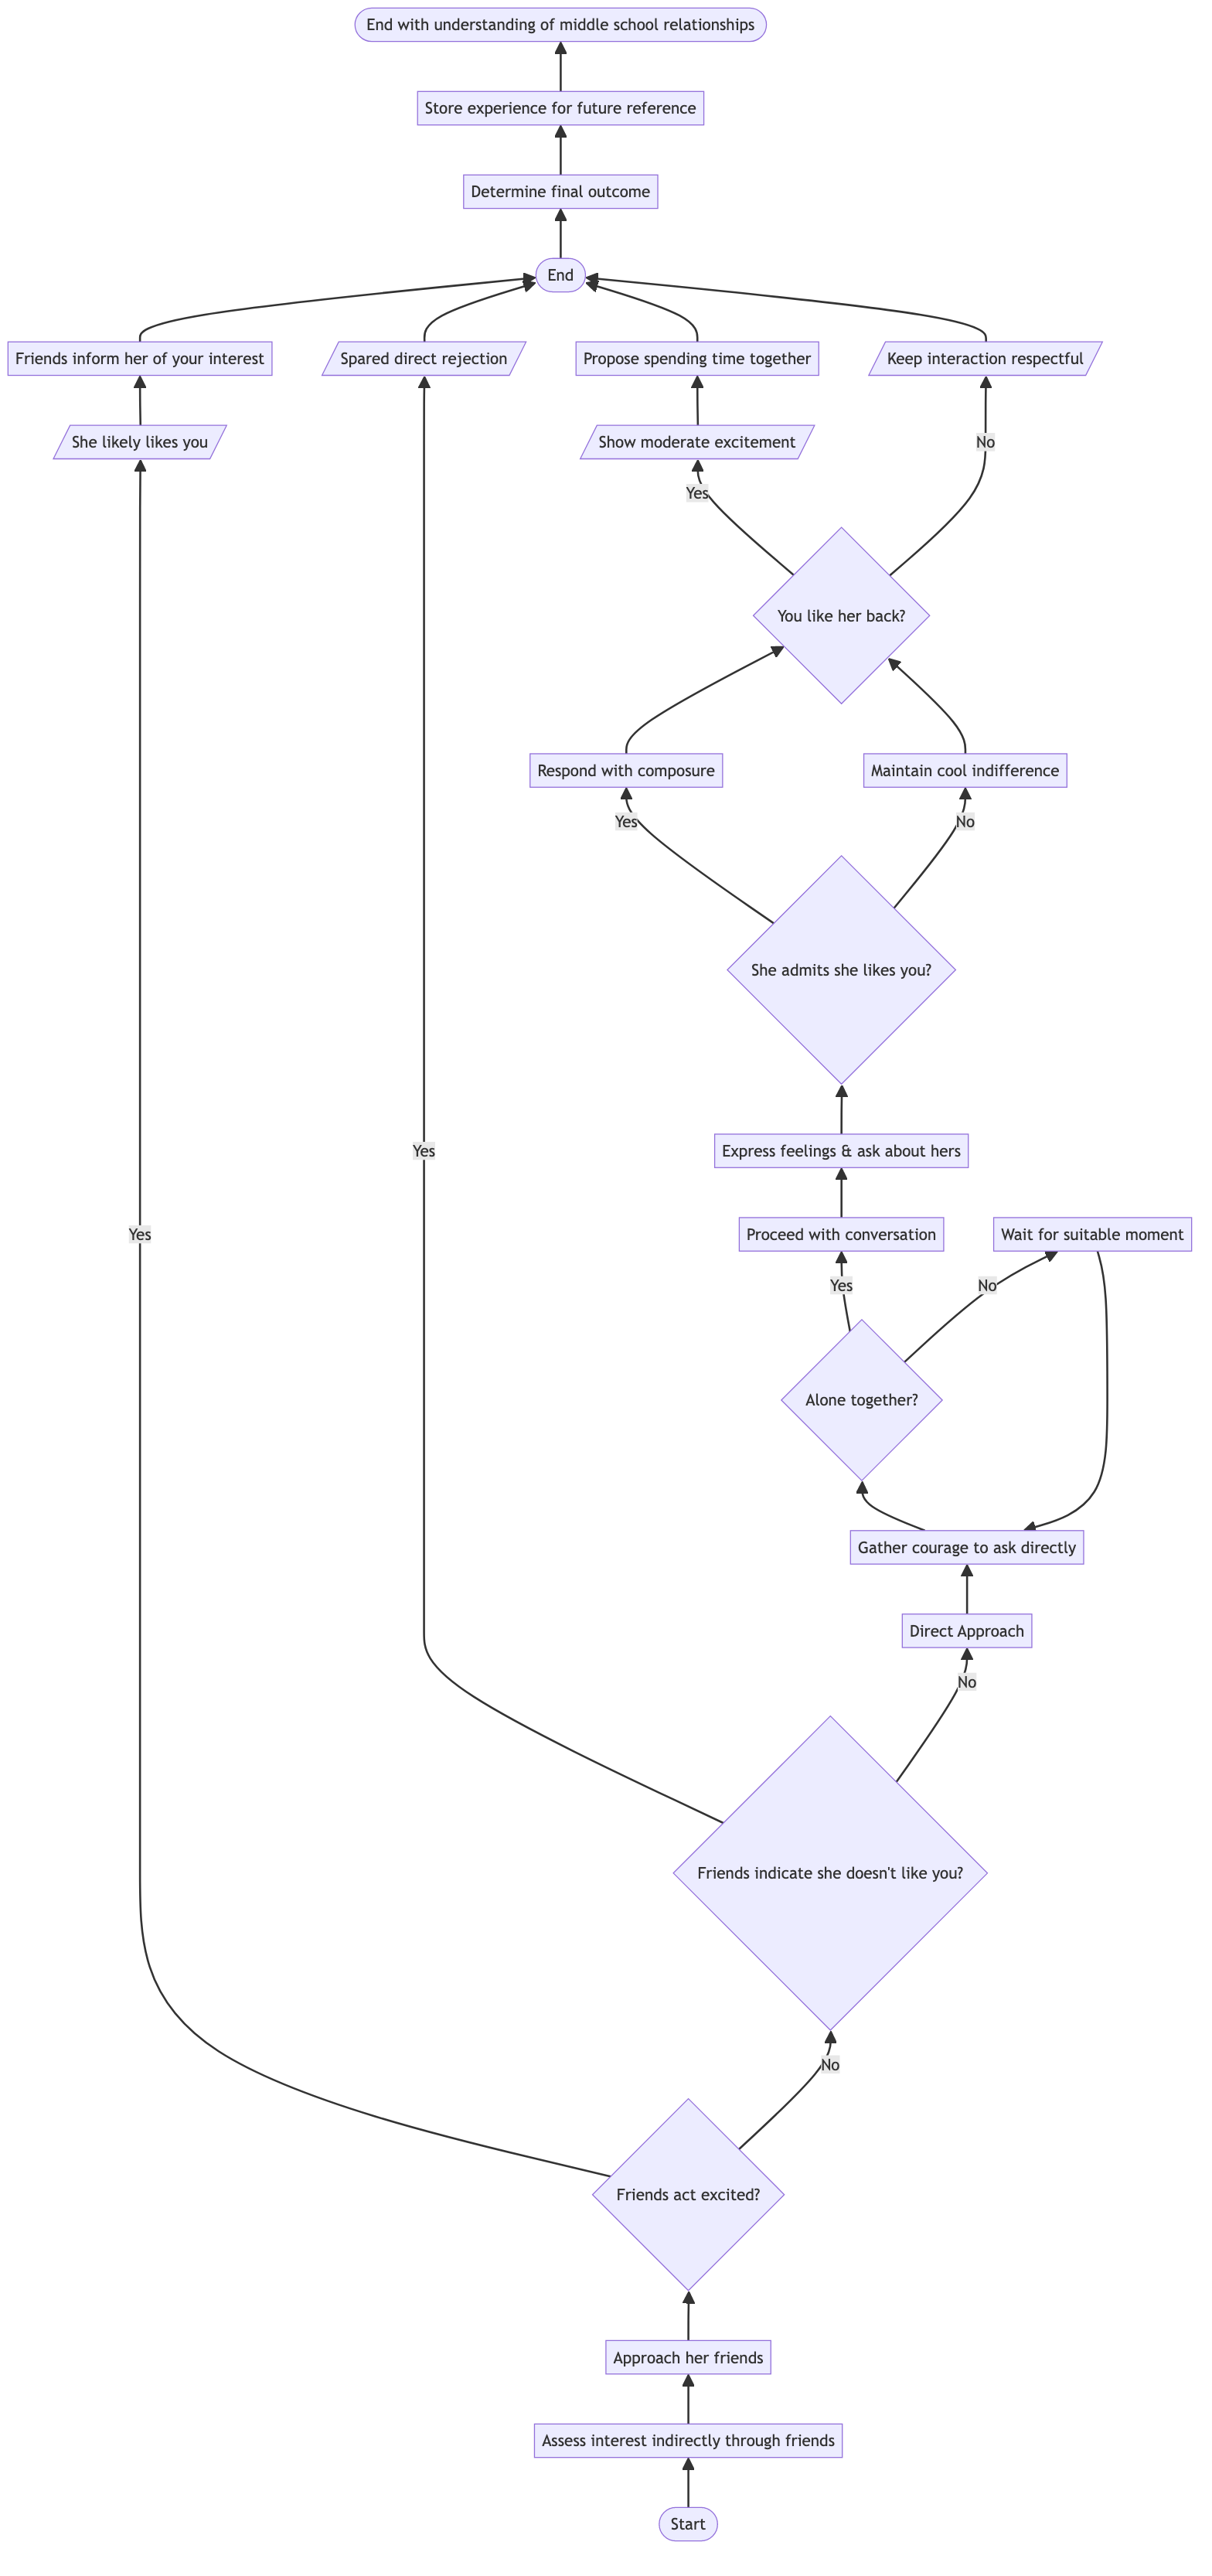 End with understanding of middle school relationships
Store experience for future reference
Determine final outcome
End
Friends inform her of your interest
Spared direct rejection
Propose spending time together
Keep interaction respectful
She likely likes you
Show moderate excitement
No
Yes
You like her back?
Respond with composure
Maintain cool indifference
Yes
No
She admits she likes you?
Express feelings & ask about hers
Yes
Yes
Proceed with conversation
Wait for suitable moment
Yes
No
Alone together?
Gather courage to ask directly
Direct Approach
No
Friends indicate she doesn't like you?
No
Friends act excited?
Approach her friends
Assess interest indirectly through friends
Start